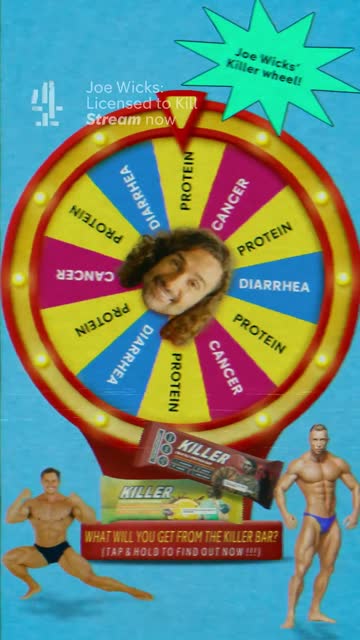 Joe Wicks'
Killer wheel!
4
Joe Wicks:
Licensed to Kill
Stream now
PROTEIN
CANCER
PROTEIN
DIARRHEA
PROTEIN
CANCER
PROTEIN
DIARRHEA
PROTEIN
CANCER
PROTEIN
DIARRHEA
KILLER
KILLER
WHAT WILL YOU GET FROM THE KILLER BAR?
(TAP & HOLD TO FIND OUT NOW !!!)